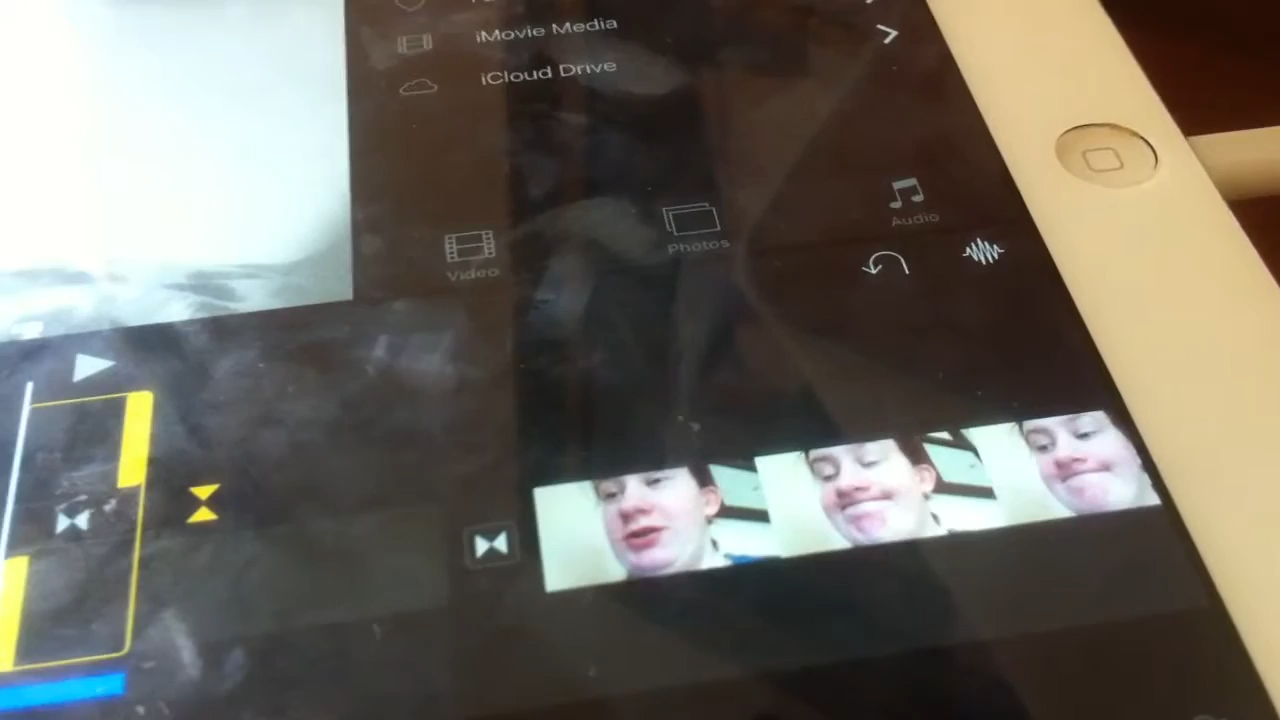 iMovie Media
iCloud Drive
Video
Photos
Audio